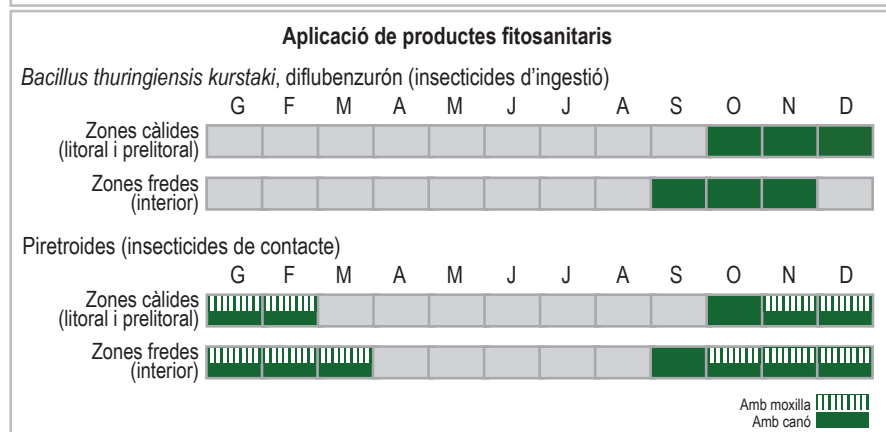 Aplicació de productes fitosanitaris
Bacillus thuringiensis kurstaki, diflubenzurón (insecticides d'ingestió)
G F M A M J J A S O N D
Zones càlides
(litoral i prelitoral)
Zones fredes
(interior)
Piretroides (insecticides de contacte)
G F M A M J J A S O N D
Zones càlides
(litoral i prelitoral)
Zones fredes
(interior)
Amb moxilla
Amb canó